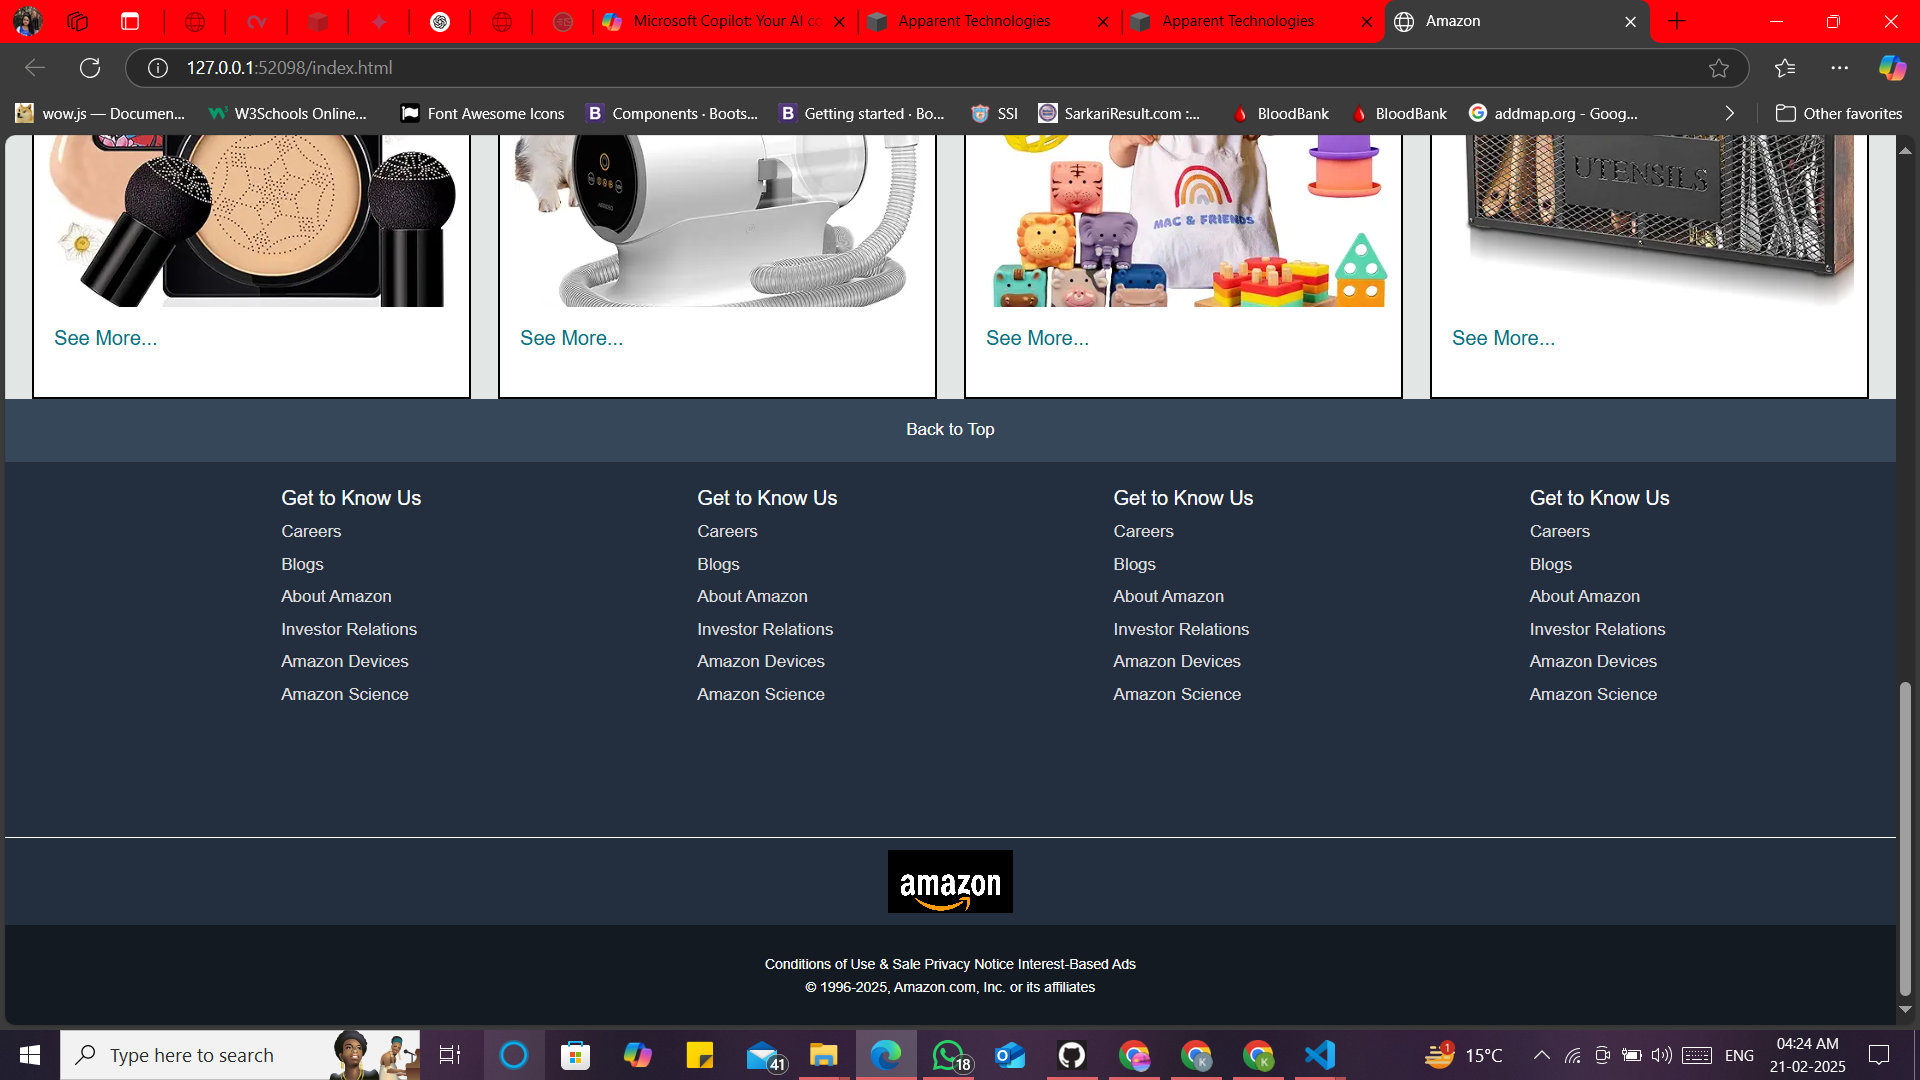 Microsoft Copilot: Your AI co
Apparent Technologies
Apparent Technologies
Amazon
127.0.0.1:52098/index.html
wow.js — Documen...
W3Schools Online...
Font Awesome Icons
Components · Boots...
Getting started · Bo...
SSI
SarkariResult.com :...
BloodBank
BloodBank
addmap.org - Goog...
Other favorites
UTENSILS
MAC & FRIENDS
See More...
See More...
See More...
See More...
Back to Top
Get to Know Us
Careers
Blogs
About Amazon
Investor Relations
Amazon Devices
Amazon Science
Get to Know Us
Careers
Blogs
About Amazon
Investor Relations
Amazon Devices
Amazon Science
Get to Know Us
Careers
Blogs
About Amazon
Investor Relations
Amazon Devices
Amazon Science
Get to Know Us
Careers
Blogs
About Amazon
Investor Relations
Amazon Devices
Amazon Science
amazon
Conditions of Use & Sale Privacy Notice Interest-Based Ads
© 1996-2025, Amazon.com, Inc. or its affiliates
Type here to search
41
18
1
15°C
ENG
04:24 AM
21-02-2025